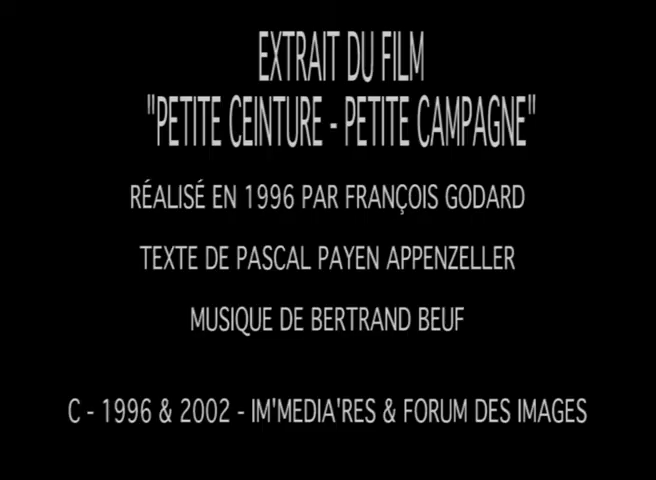 EXTRAIT DU FILM
"PETITE CEINTURE - PETITE CAMPAGNE"
RÉALISÉ EN 1996 PAR FRANÇOIS GODARD
TEXTE DE PASCAL PAYEN APPENZELLER
MUSIQUE DE BERTRAND BEUF
C - 1996 & 2002 - IM'MEDIA'RES & FORUM DES IMAGES